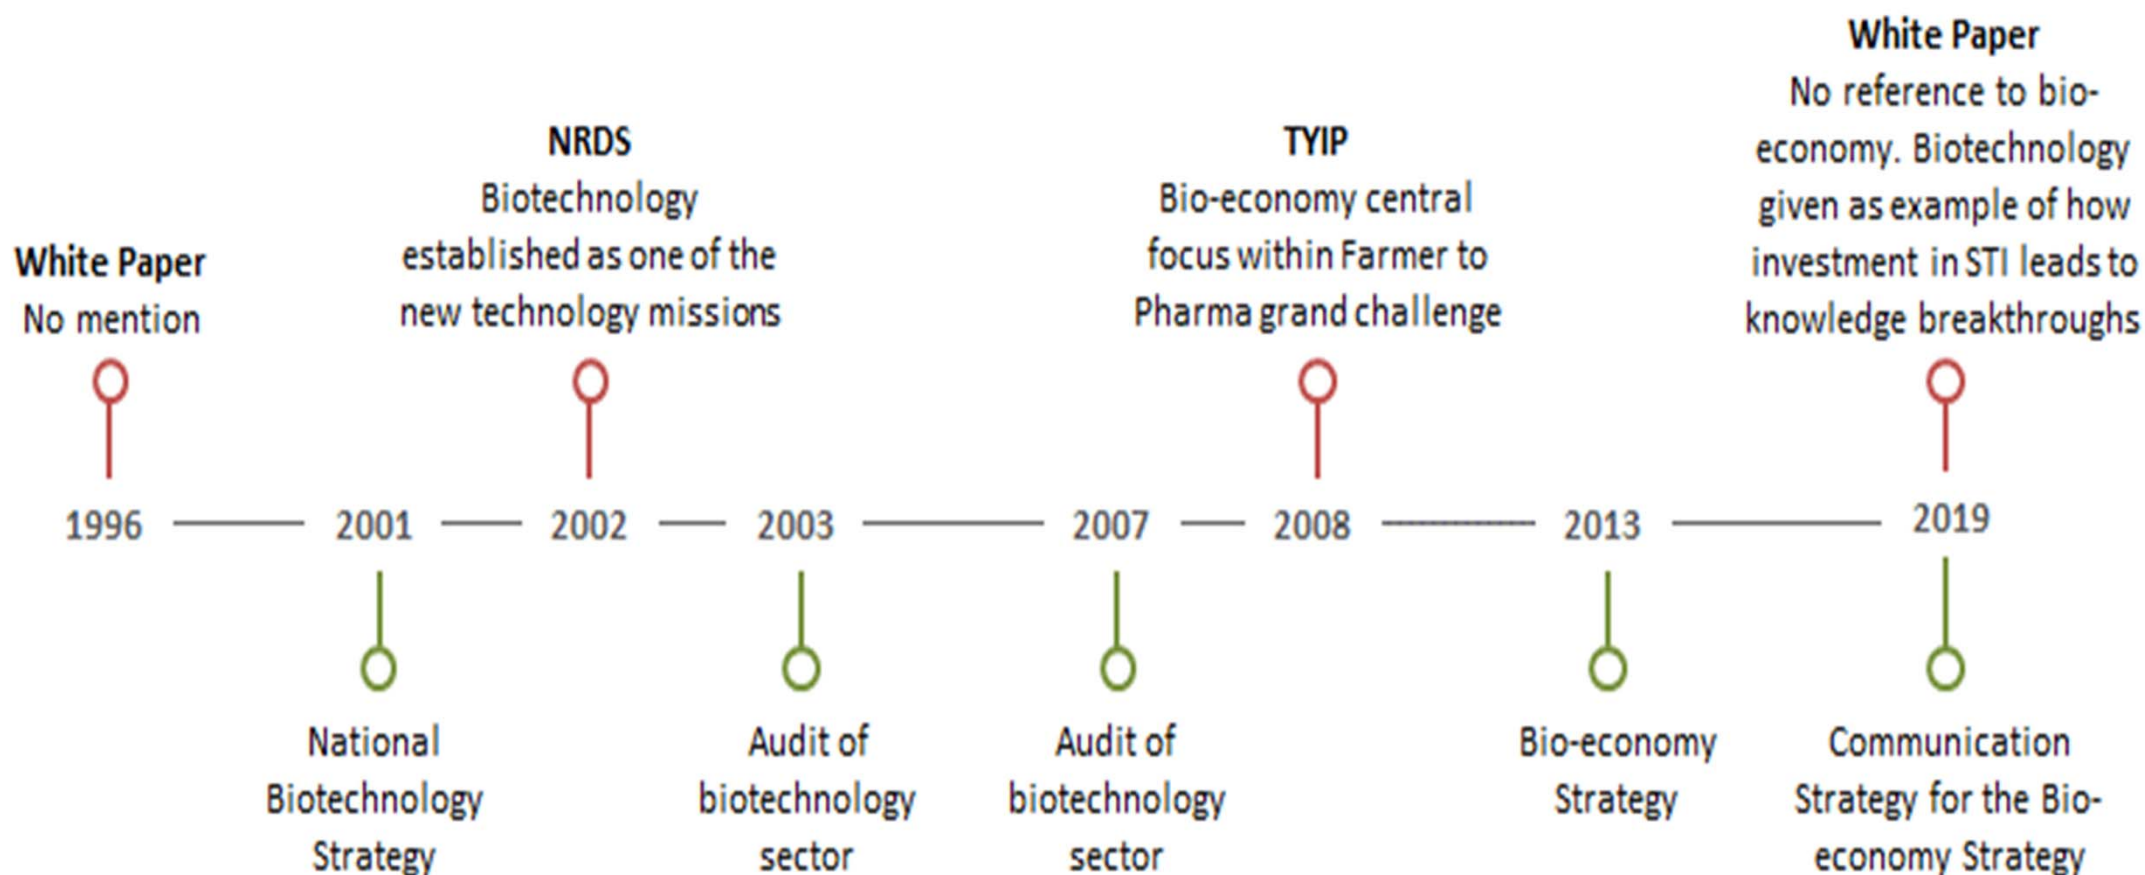 White Paper
No mention
NRDS
Biotechnology
established as one of the
new technology missions
TYIP
Bio-economy central
focus within Farmer to
Pharma grand challenge
White Paper
No reference to bio-
economy. Biotechnology
given as example of how
investment in STI leads to
knowledge breakthroughs
1996
2001
2002
2003
2007
2008
2013
2019
National
Biotechnology
Strategy
Audit of
biotechnology
sector
Audit of
biotechnology
sector
Bio-economy
Strategy
Communication
Strategy for the Bio-
economy Strategy